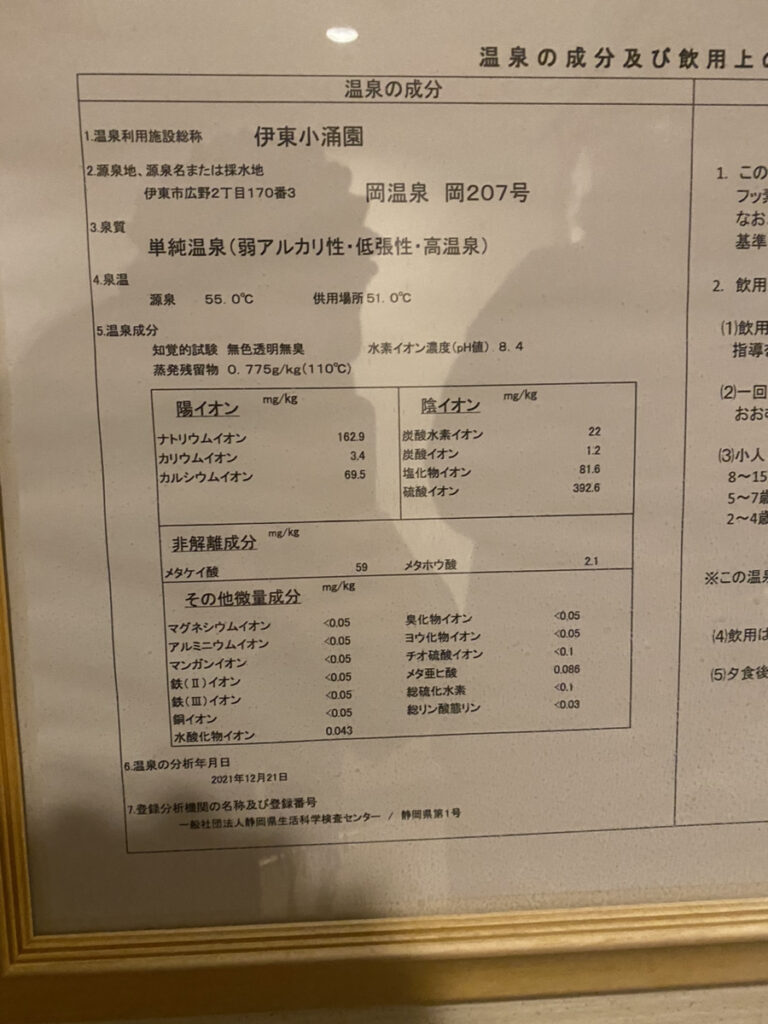 温泉の成分及び飲用上の
温泉の成分
1.温泉利用施設総称 伊東小涌園
2.源泉地、源泉名または採水地
伊東市広野2丁目170番3 岡温泉 岡207号
3.泉質
単純温泉(弱アルカリ性・低張性・高温泉)
4.泉温
源泉 55.0℃ 供用場所 51.0℃
5.温泉成分
知覚的試験 無色透明無臭 水素イオン濃度(pH値) 8.4
蒸発残留物 0.775g/kg(110℃)
陽イオン mg/kg
ナトリウムイオン 162.9
カリウムイオン 3.4
カルシウムイオン 69.5
陰イオン mg/kg
炭酸水素イオン 22
炭酸イオン 1.2
塩化物イオン 81.6
硫酸イオン 392.6
非解離成分 mg/kg
メタケイ酸 59 メタホウ酸 2.1
その他微量成分 mg/kg
マグネシウムイオン <0.05
アルミニウムイオン <0.05
マンガンイオン <0.05
鉄(Ⅱ)イオン <0.05
鉄(Ⅲ)イオン <0.05
銅イオン <0.05
水酸化物イオン 0.043
臭化物イオン <0.05
ヨウ化物イオン <0.05
チオ硫酸イオン <0.1
メタ亜ヒ酸 0.086
総硫化水素 <0.1
総リン酸態リン <0.03
6.温泉の分析年月日
2021年12月21日
7.登録分析機関の名称及び登録番号
一般社団法人静岡県生活科学検査センター / 静岡県第1号
1. この
フッ素
なお、
基準
2. 飲用
(1)飲用
指導を
(2)一回
おおむ
(3)小人
8～15
5～7歳
2～4歳
※この温泉
(4)飲用は
(5)夕食後